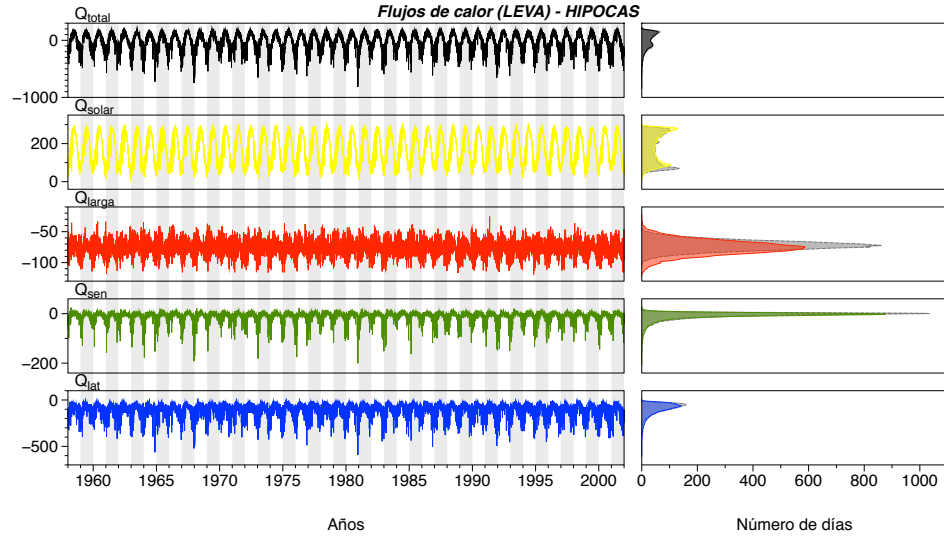 Flujos de calor (LEVA) - HIPOCAS
Qtotal
0
−1000
Qsolar
200
0
Qlarga
−50
−100
Qsen
0
−200
Qlat
0
−500
1960 1965 1970 1975 1980 1985 1990 1995 2000
0 200 400 600 800 1000
Años
Número de días